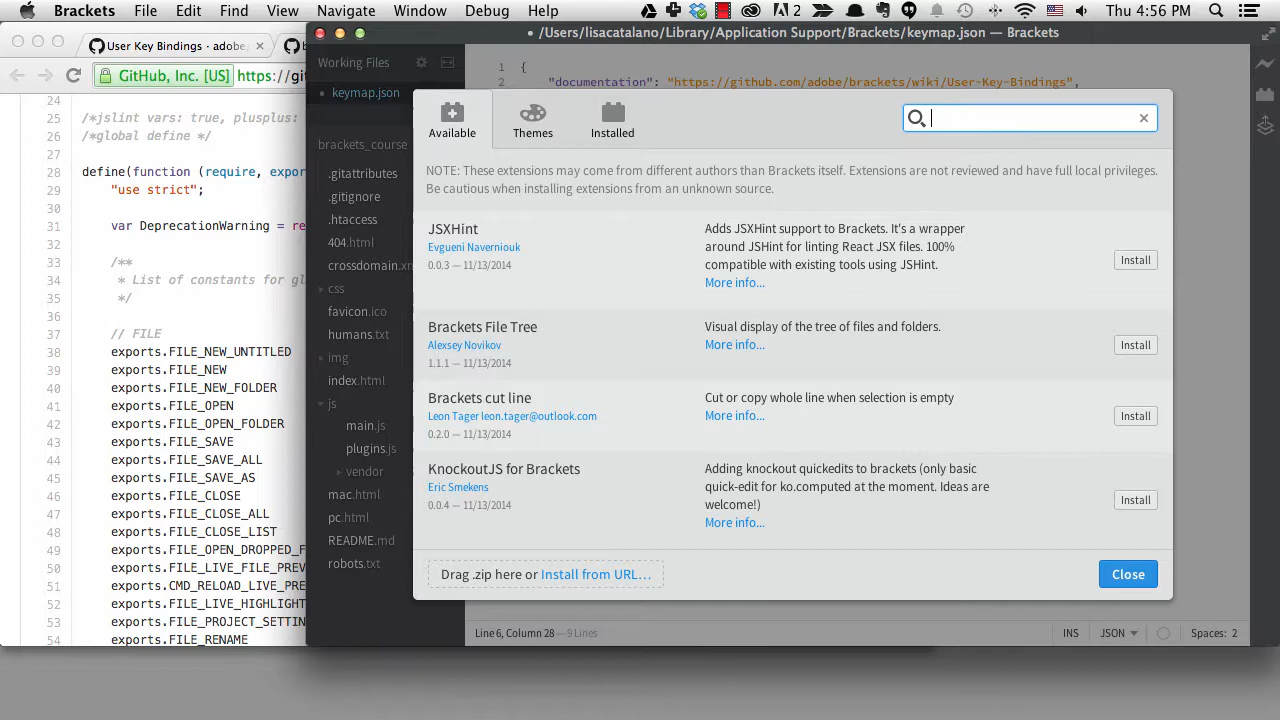 Brackets File Edit Find View Navigate Window Debug Help
2
Thu 4:56 PM
User Key Bindings · adobe
GitHub, Inc. [US] https://git
24
25 /*jslint vars: true, plusplus:
26 /*global define */
27
28 define(function (require, expor
29 "use strict";
30
31 var DeprecationWarning = re
32
33 /**
34 * List of constants for gl
35 */
36
37 // FILE
38 exports.FILE_NEW_UNTITLED
39 exports.FILE_NEW
40 exports.FILE_NEW_FOLDER
41 exports.FILE_OPEN
42 exports.FILE_OPEN_FOLDER
43 exports.FILE_SAVE
44 exports.FILE_SAVE_ALL
45 exports.FILE_SAVE_AS
46 exports.FILE_CLOSE
47 exports.FILE_CLOSE_ALL
48 exports.FILE_CLOSE_LIST
49 exports.FILE_OPEN_DROPPED_F
50 exports.FILE_LIVE_FILE_PREV
51 exports.CMD_RELOAD_LIVE_PRE
52 exports.FILE_LIVE_HIGHLIGHT
53 exports.FILE_PROJECT_SETTIN
54 exports.FILE_RENAME
• /Users/lisacatalano/Library/Application Support/Brackets/keymap.json — Brackets
Working Files
keymap.json
brackets_course
.gitattributes
.gitignore
.htaccess
404.html
crossdomain.xm
css
favicon.ico
humans.txt
img
index.html
js
main.js
plugins.js
vendor
mac.html
pc.html
README.md
robots.txt
1 {
2 "documentation": "https://github.com/adobe/brackets/wiki/User-Key-Bindings",
Available
Themes
Installed
NOTE: These extensions may come from different authors than Brackets itself. Extensions are not reviewed and have full local privileges.
Be cautious when installing extensions from an unknown source.
JSXHint
Evgueni Naverniouk
0.0.3 — 11/13/2014
Adds JSXHint support to Brackets. It's a wrapper
around JSHint for linting React JSX files. 100%
compatible with existing tools using JSHint.
More info...
Install
Brackets File Tree
Alexsey Novikov
1.1.1 — 11/13/2014
Visual display of the tree of files and folders.
More info...
Install
Brackets cut line
Leon Tager leon.tager@outlook.com
0.2.0 — 11/13/2014
Cut or copy whole line when selection is empty
More info...
Install
KnockoutJS for Brackets
Eric Smekens
0.0.4 — 11/13/2014
Adding knockout quickedits to brackets (only basic
quick-edit for ko.computed at the moment. Ideas are
welcome!)
More info...
Install
Drag .zip here or Install from URL...
Close
Line 6, Column 28 — 9 Lines
INS
JSON
Spaces: 2